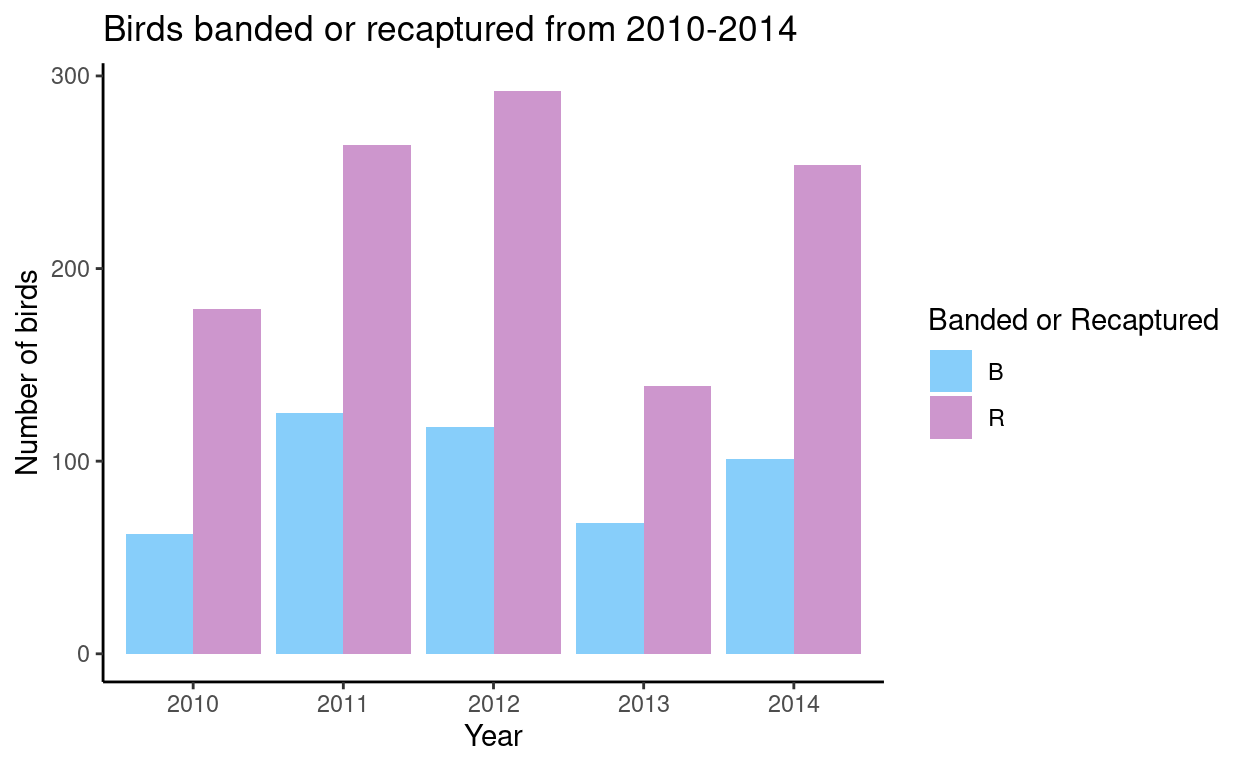 Birds banded or recaptured from 2010-2014
300
200
100
0
Number of birds
2010 2011 2012 2013 2014
Year
Banded or Recaptured
B
R